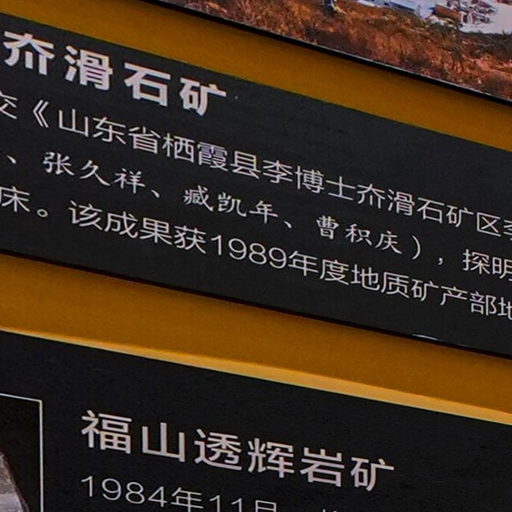 夼滑石矿
交《山东省栖霞县李博士夼滑石矿区
、张久祥、臧凯年、曹积庆），探明
床。该成果获1989年度地质矿产部地
福山透辉岩矿
1984年11月